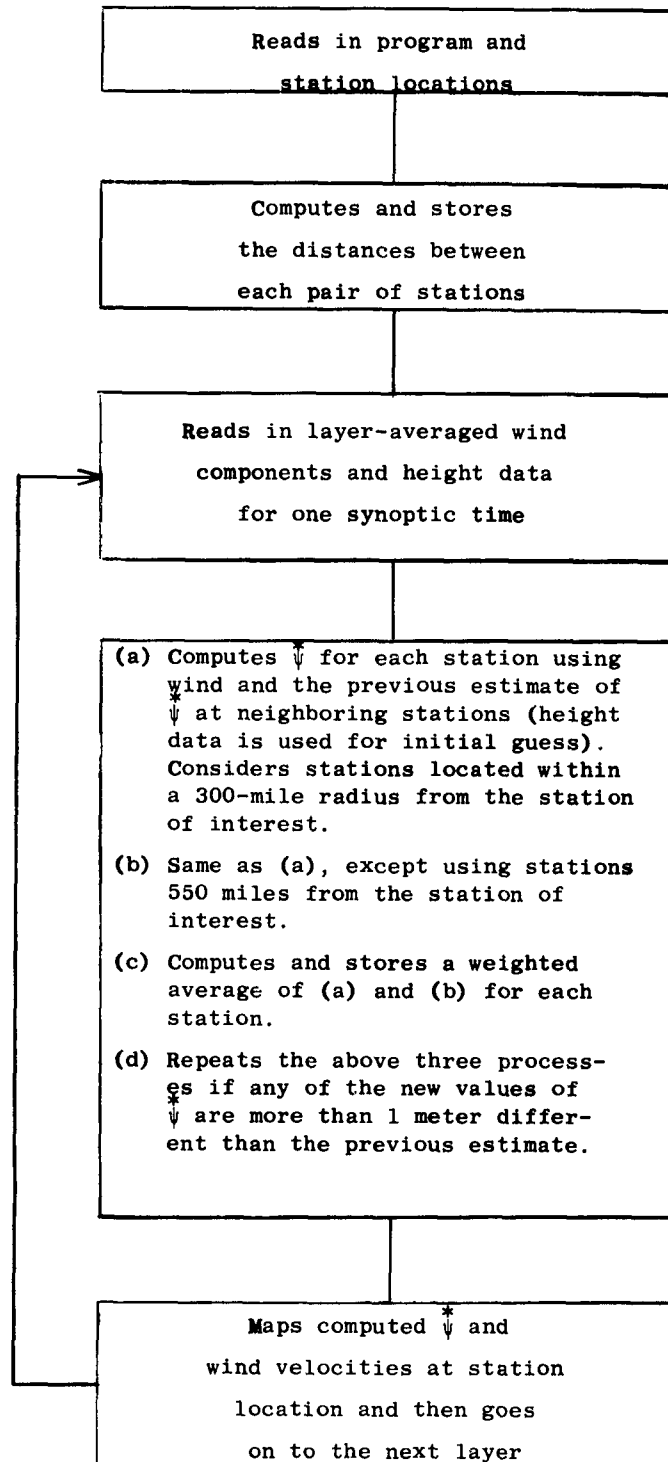 Reads in program and
station locations
Computes and stores
the distances between
each pair of stations
Reads in layer-averaged wind
components and height data
for one synoptic time
(a) Computes ψ* for each station using
wind and the previous estimate of
ψ* at neighboring stations (height
data is used for initial guess).
Considers stations located within
a 300-mile radius from the station
of interest.
(b) Same as (a), except using stations
550 miles from the station of
interest.
(c) Computes and stores a weighted
average of (a) and (b) for each
station.
(d) Repeats the above three process-
es if any of the new values of
ψ* are more than 1 meter differ-
ent than the previous estimate.
Maps computed ψ* and
wind velocities at station
location and then goes
on to the next layer